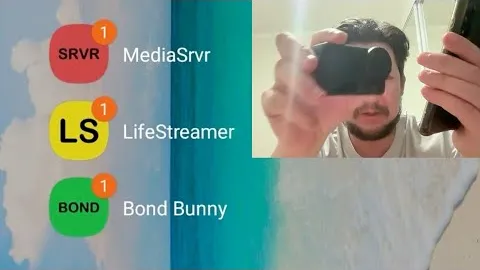 1
SRVR MediaSrvr
1
LS LifeStreamer
1
BOND Bond Bunny